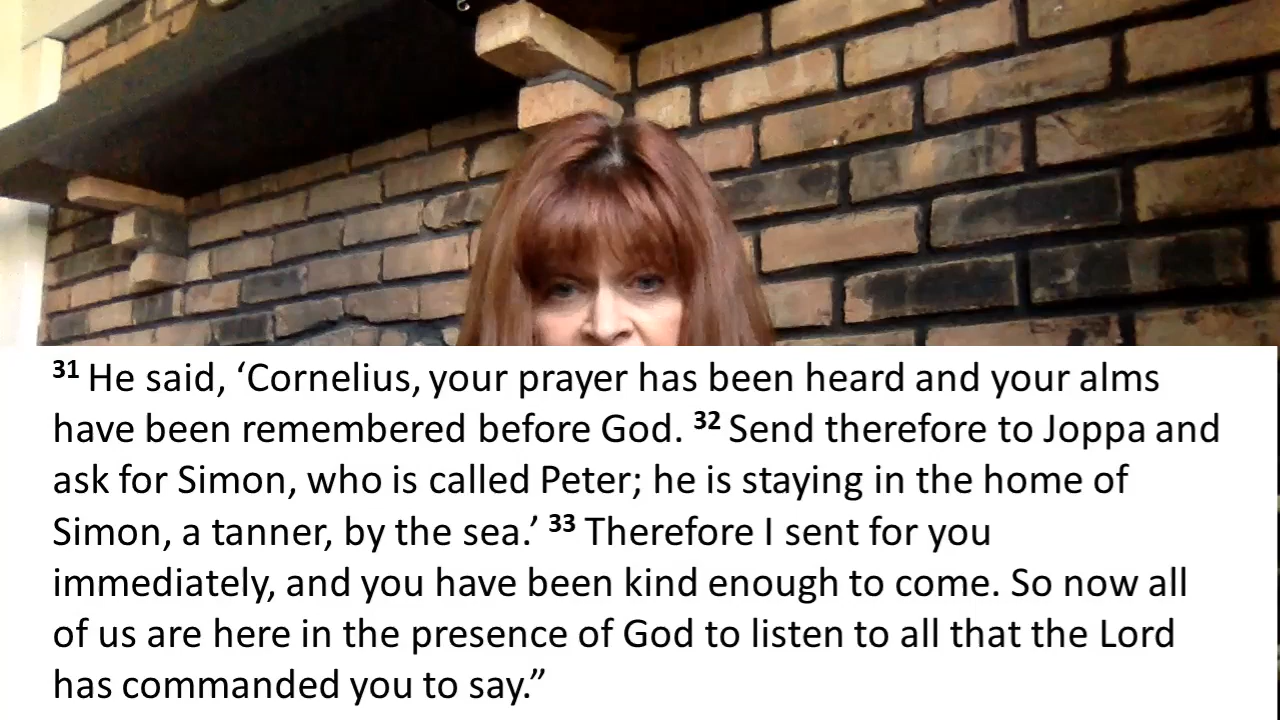 31 He said, ‘Cornelius, your prayer has been heard and your alms
have been remembered before God. 32 Send therefore to Joppa and
ask for Simon, who is called Peter; he is staying in the home of
Simon, a tanner, by the sea.’ 33 Therefore I sent for you
immediately, and you have been kind enough to come. So now all
of us are here in the presence of God to listen to all that the Lord
has commanded you to say.”